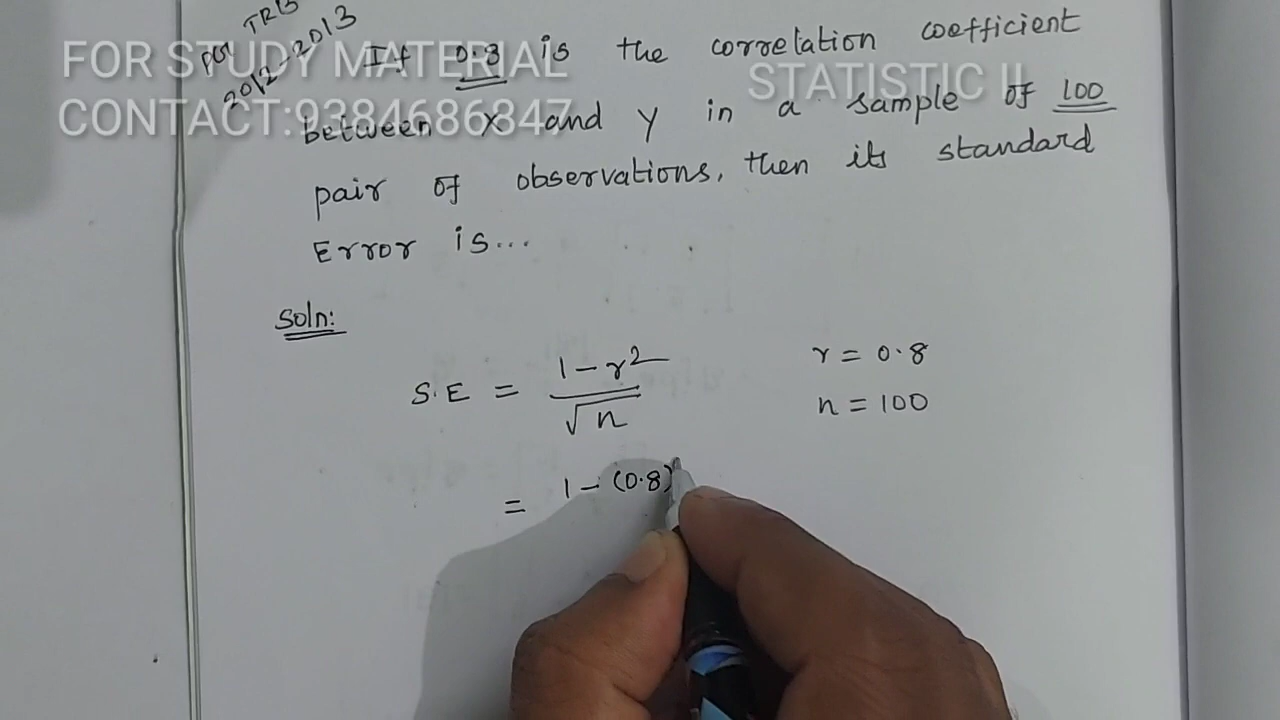 PG TRB
2012-2013
FOR STUDY MATERIAL
CONTACT:9384686847
STATISTIC II
If 0.8 is the correlation coefficient
between x and y in a sample of 100
pair of observations, then its standard
Error is...
Soln:
S.E = 1-r²/√n
r = 0.8
n = 100
= 1-(0.8)